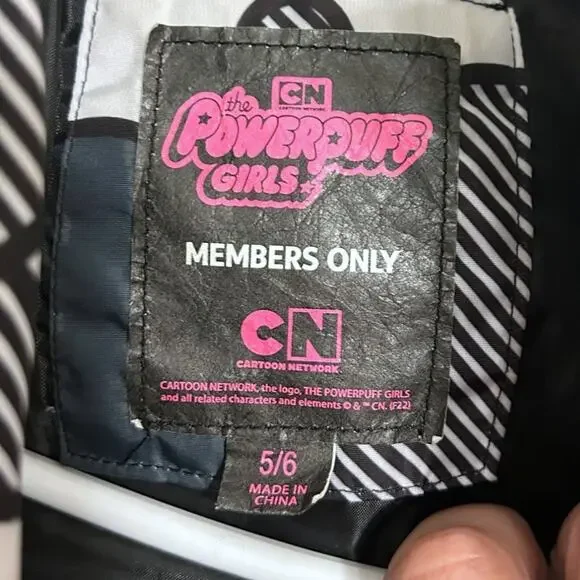 CN
CARTOON NETWORK
the
POWERPUFF
GIRLS
MEMBERS ONLY
CN
CARTOON NETWORK.
CARTOON NETWORK, the logo, THE POWERPUFF GIRLS
and all related characters and elements © & ™ CN. (F22)
5/6
MADE IN
CHINA